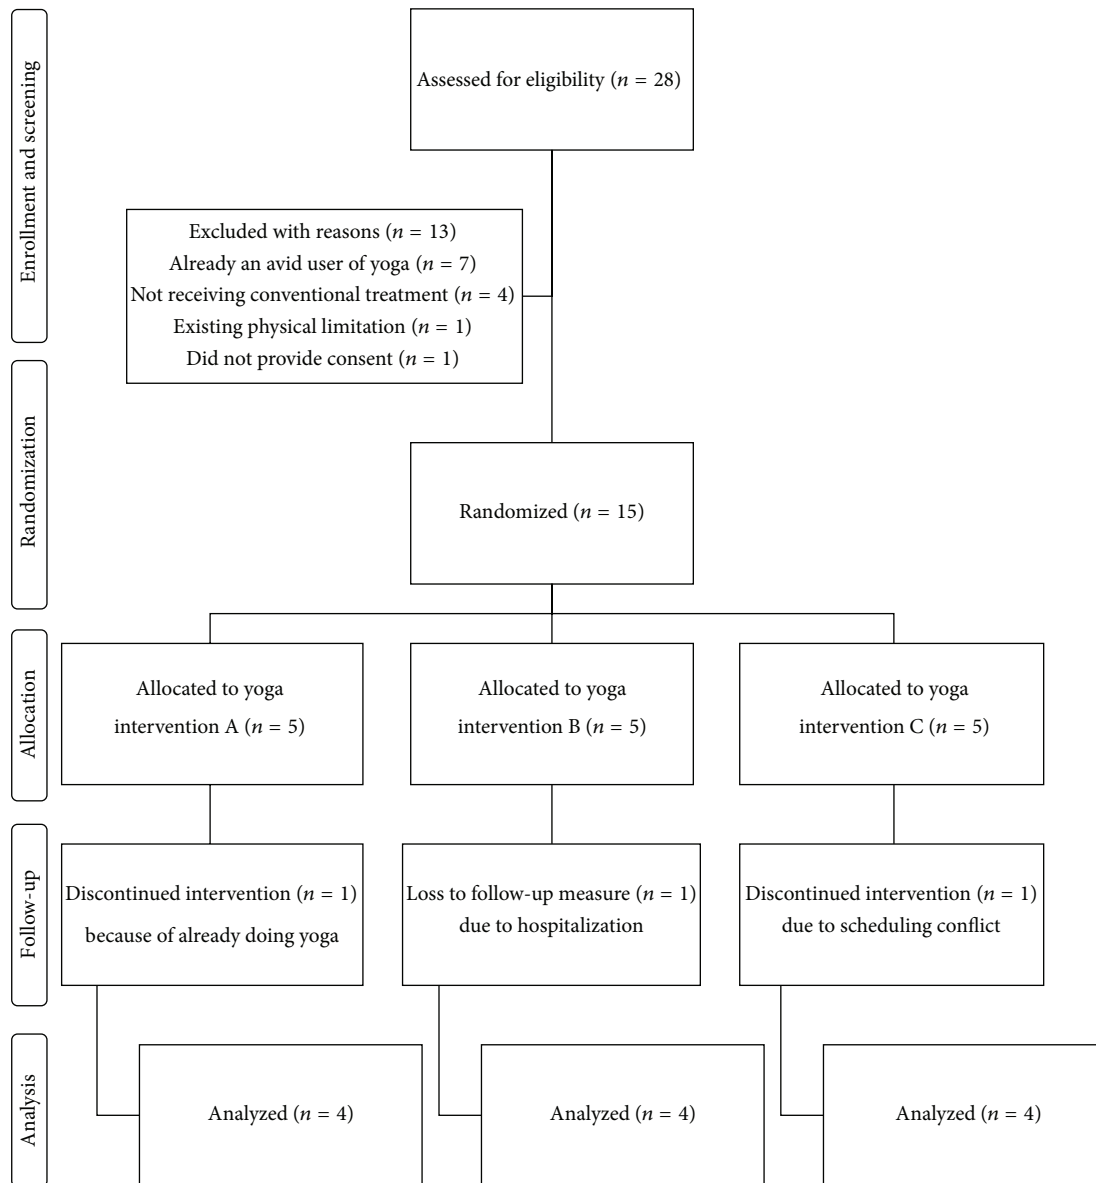 Enrollment and screening
Assessed for eligibility (n = 28)
Excluded with reasons (n = 13)
Already an avid user of yoga (n = 7)
Not receiving conventional treatment (n = 4)
Existing physical limitation (n = 1)
Did not provide consent (n = 1)
Randomization
Randomized (n = 15)
Allocation
Allocated to yoga
intervention A (n = 5)
Allocated to yoga
intervention B (n = 5)
Allocated to yoga
intervention C (n = 5)
Follow-up
Discontinued intervention (n = 1)
because of already doing yoga
Loss to follow-up measure (n = 1)
due to hospitalization
Discontinued intervention (n = 1)
due to scheduling conflict
Analysis
Analyzed (n = 4)
Analyzed (n = 4)
Analyzed (n = 4)